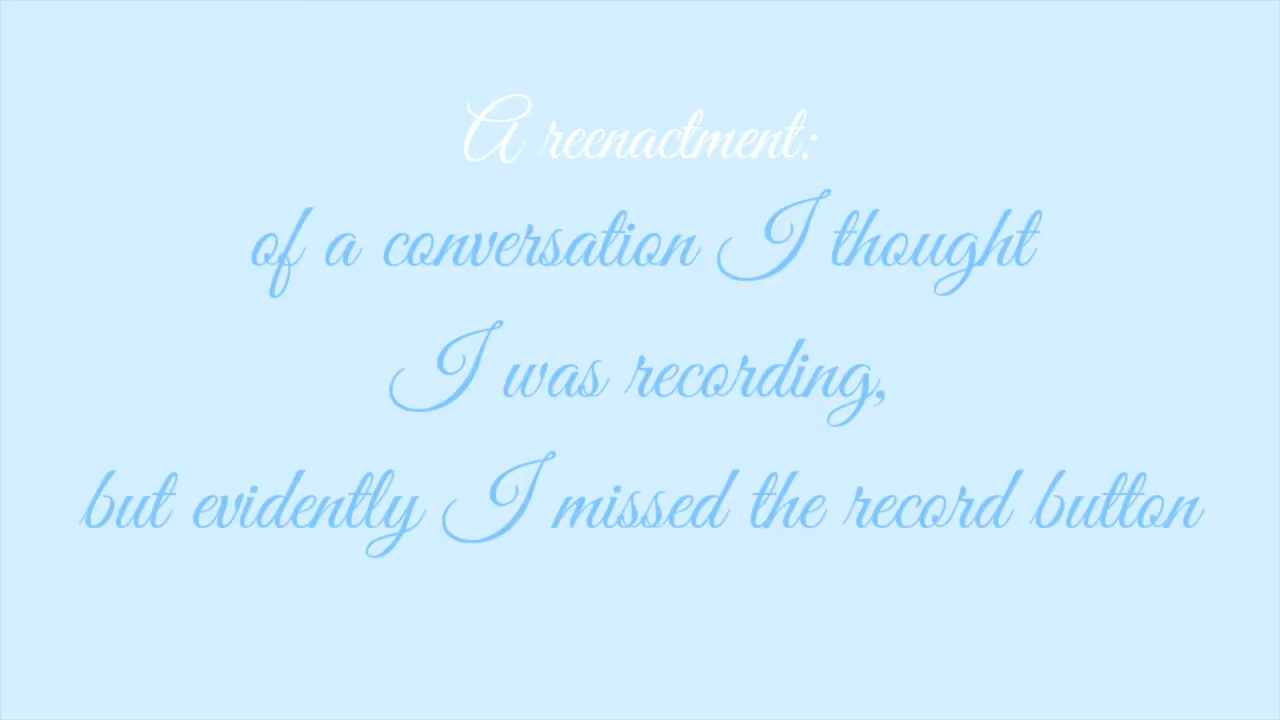 A reenactment:
of a conversation I thought
I was recording,
but evidently I missed the record button